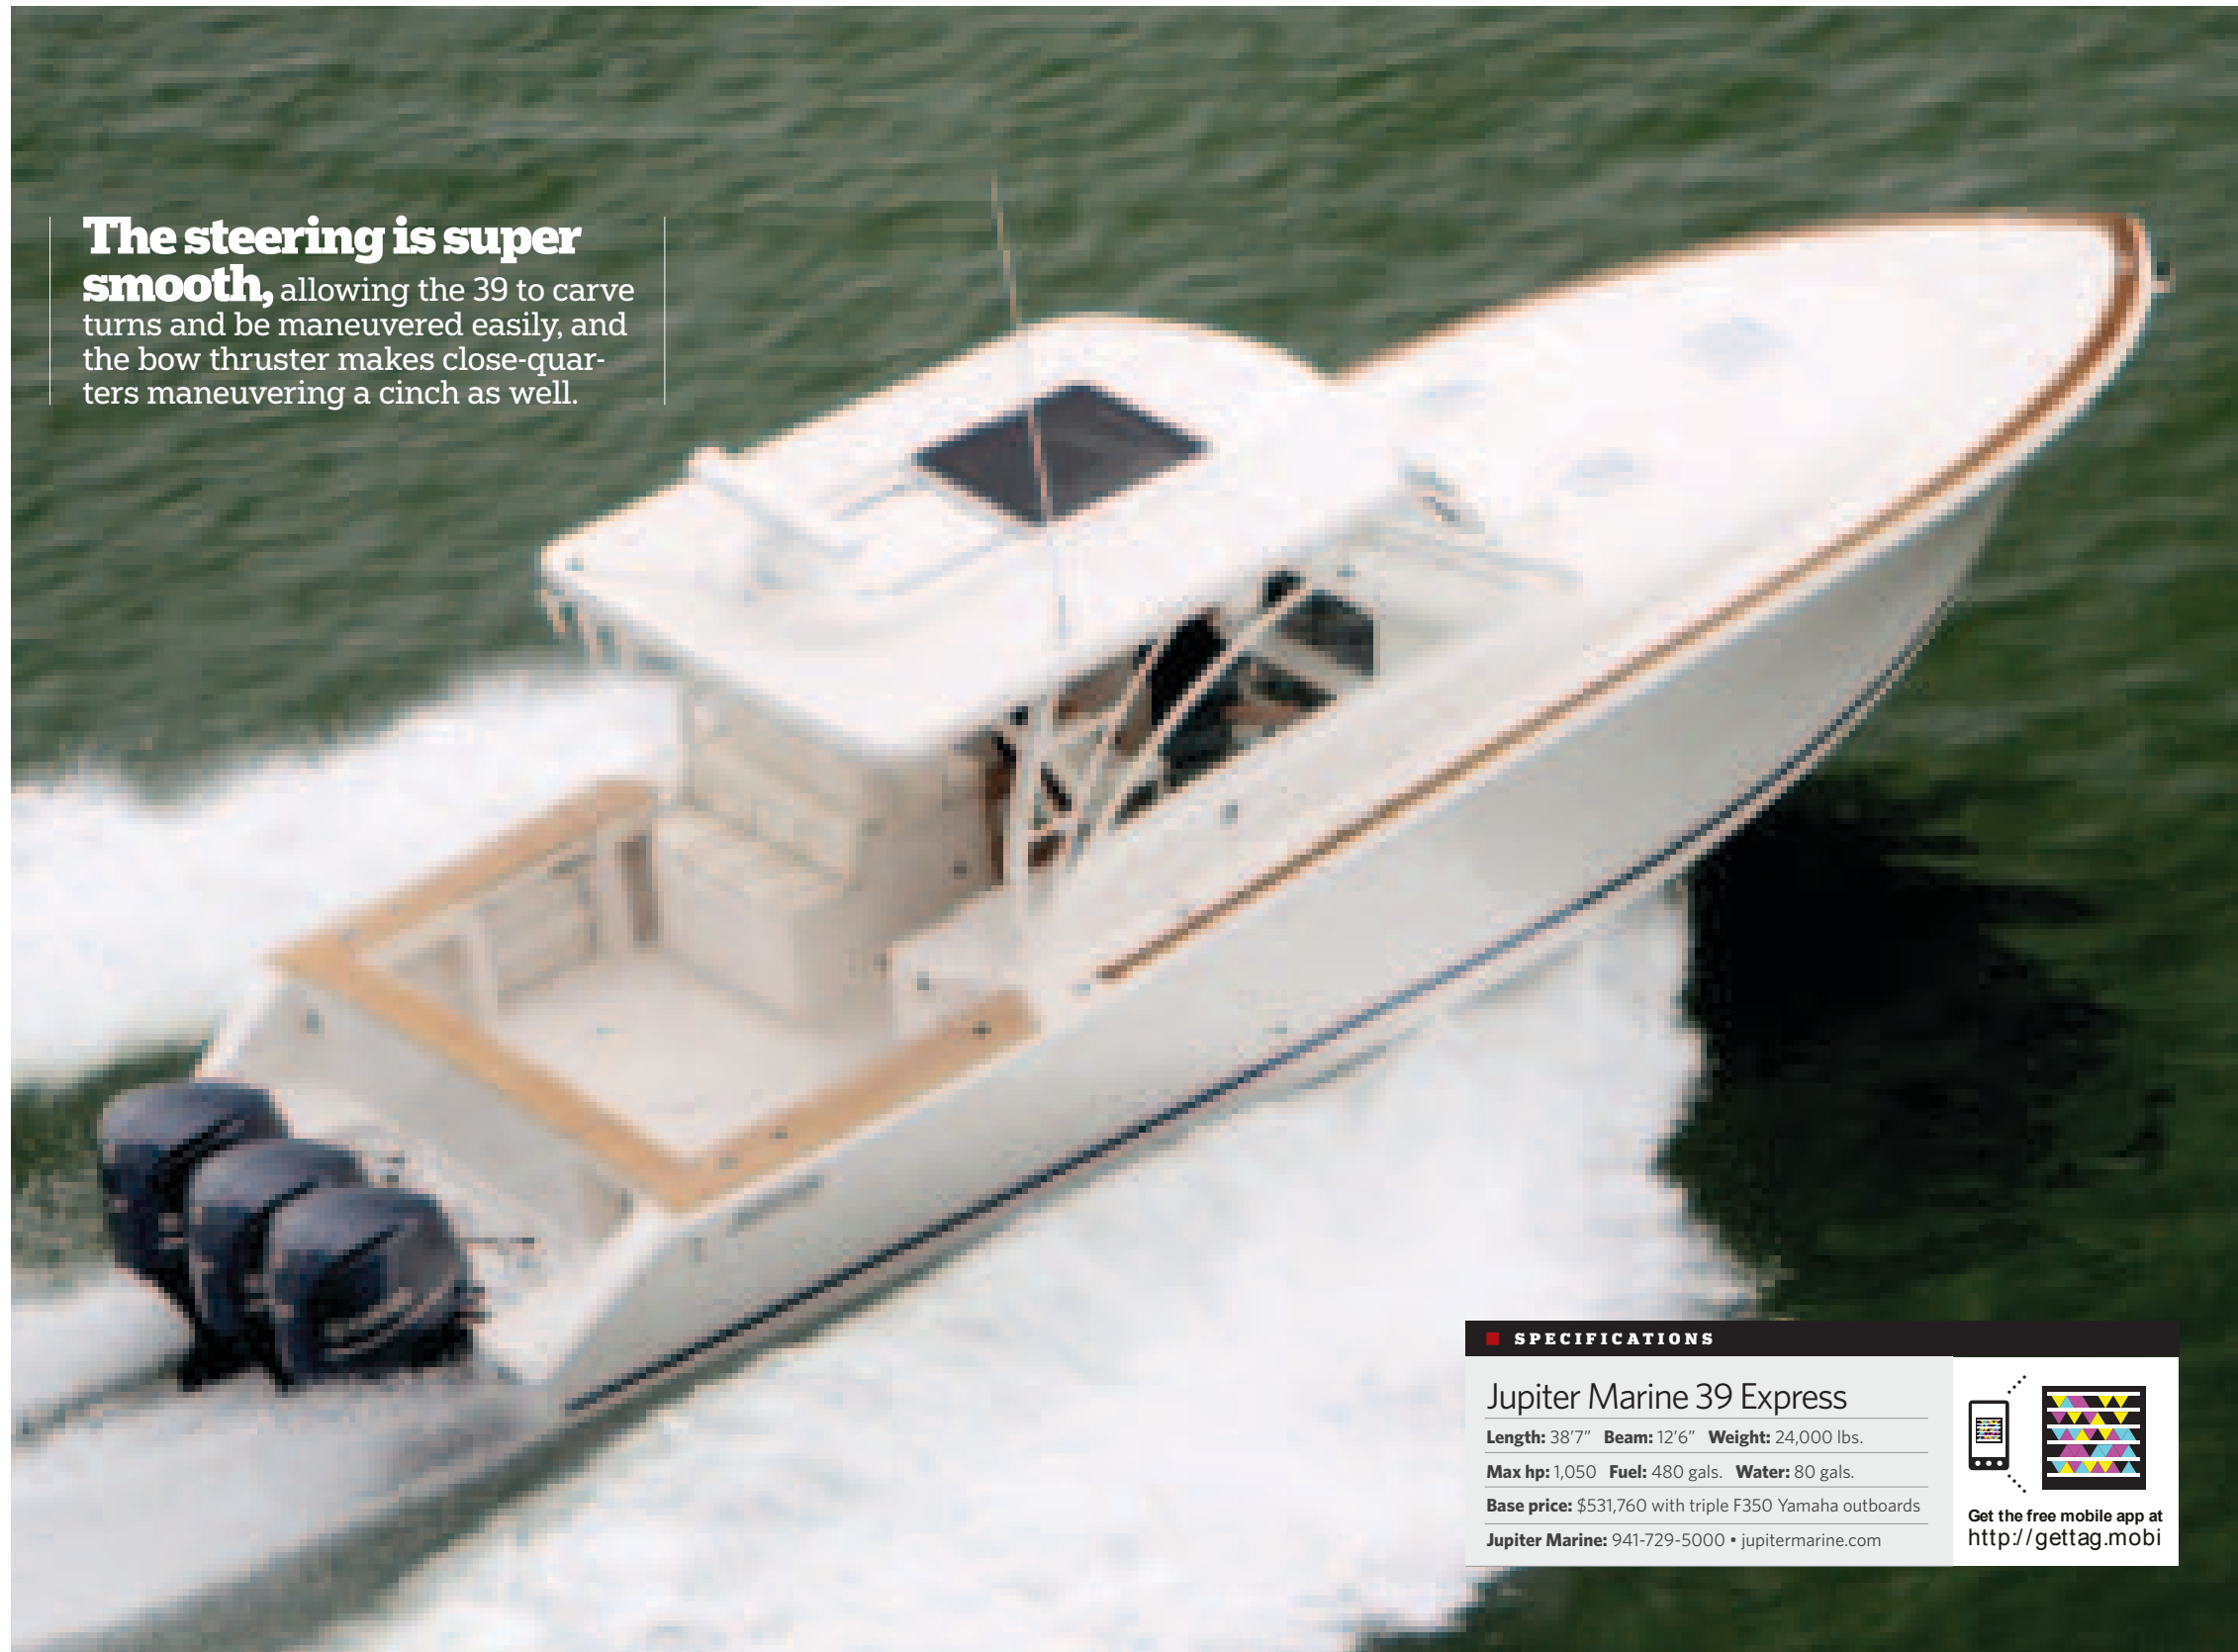 The steering is super
smooth, allowing the 39 to carve
turns and be maneuvered easily, and
the bow thruster makes close-quar-
ters maneuvering a cinch as well.
SPECIFICATIONS
Jupiter Marine 39 Express
Length: 38’7” Beam: 12’6” Weight: 24,000 lbs.
Max hp: 1,050 Fuel: 480 gals. Water: 80 gals.
Base price: $531,760 with triple F350 Yamaha outboards
Jupiter Marine: 941-729-5000 • jupitermarine.com
Get the free mobile app at
http://gettag.mobi